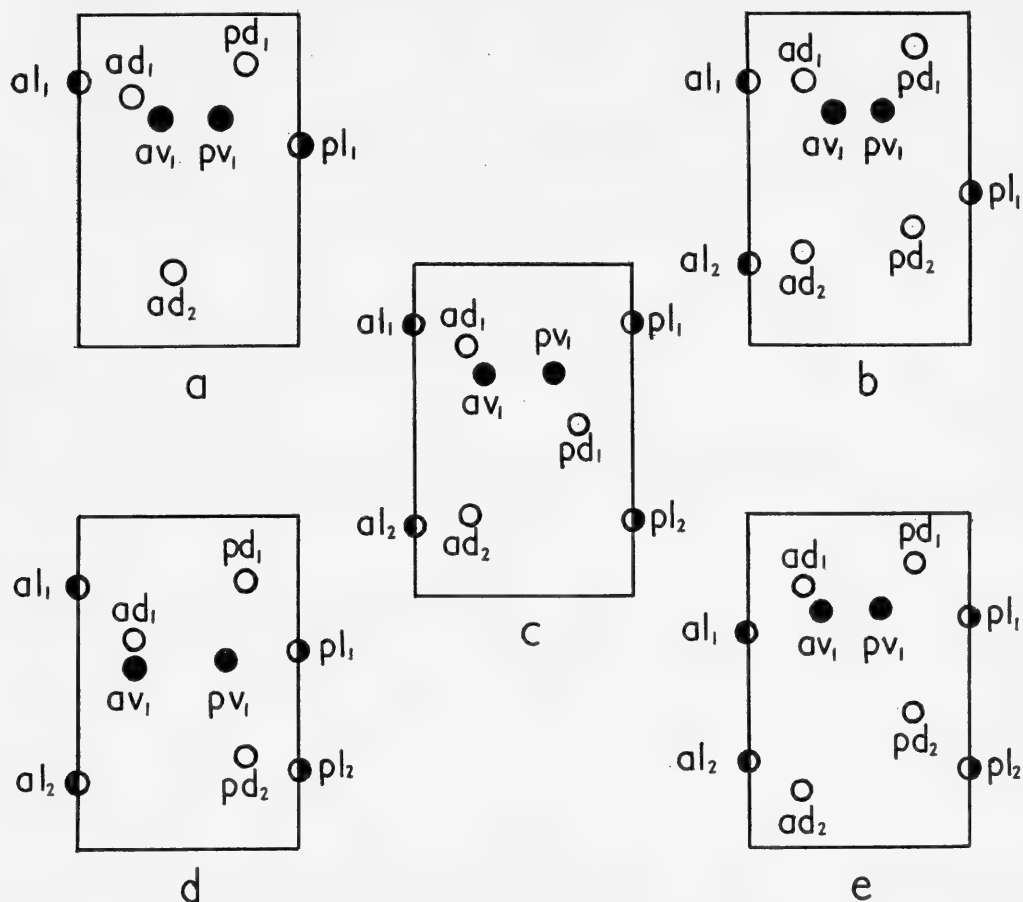 pd₁
ad₁
al₁
av₁ pv₁
pl₁
ad₂
a
pd₁
ad₁
al₁
av₁ pv₁
pl₁
al₂
pd₂
ad₂
b
al₁ ad₁ pl₁
pv₁
av₁
pd₁
al₂ pl₂
ad₂
c
pd₁
al₁
ad₁
pl₁
av₁ pv₁
al₂ pd₂ pl₂
d
pd₁
ad₁
al₁ pl₁
av₁ pv₁
pd₂
al₂ pl₂
ad₂
e